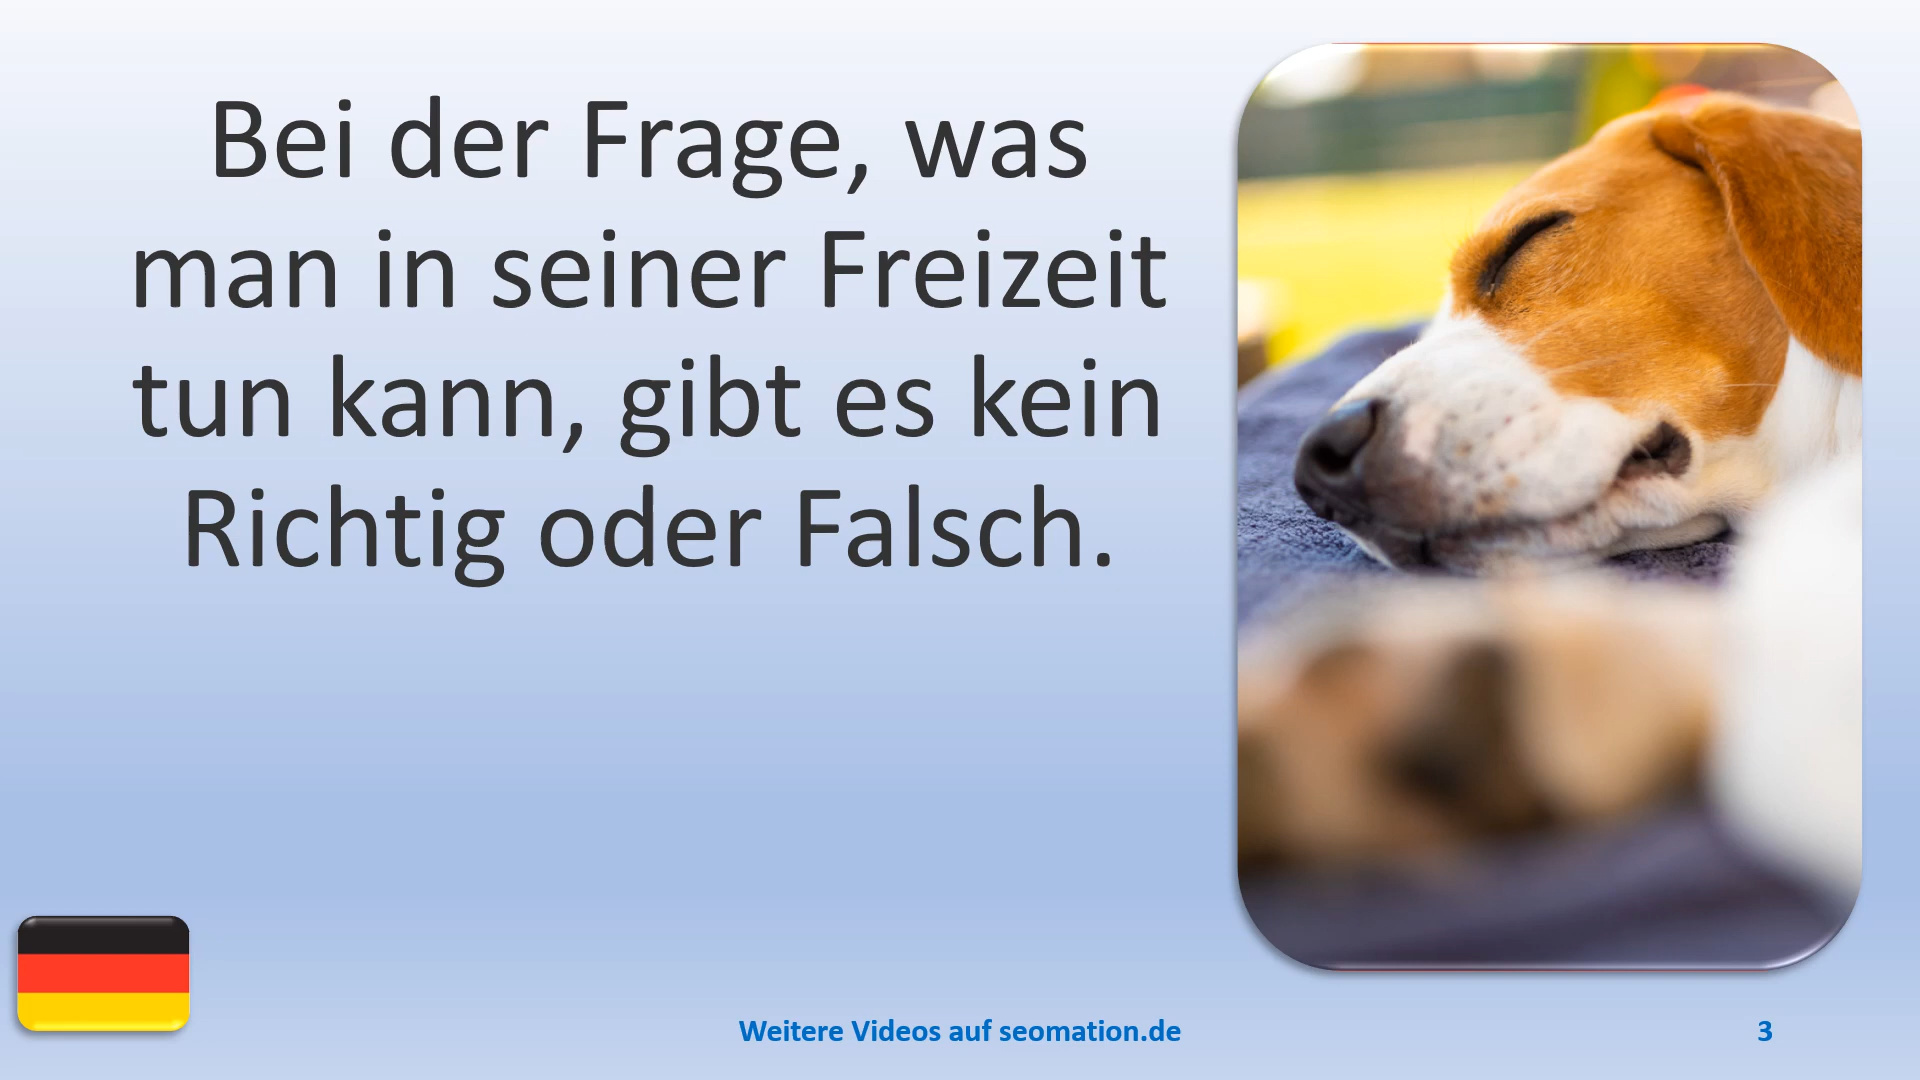 Bei der Frage, was
man in seiner Freizeit
tun kann, gibt es kein
Richtig oder Falsch.
Weitere Videos auf seomation.de
3